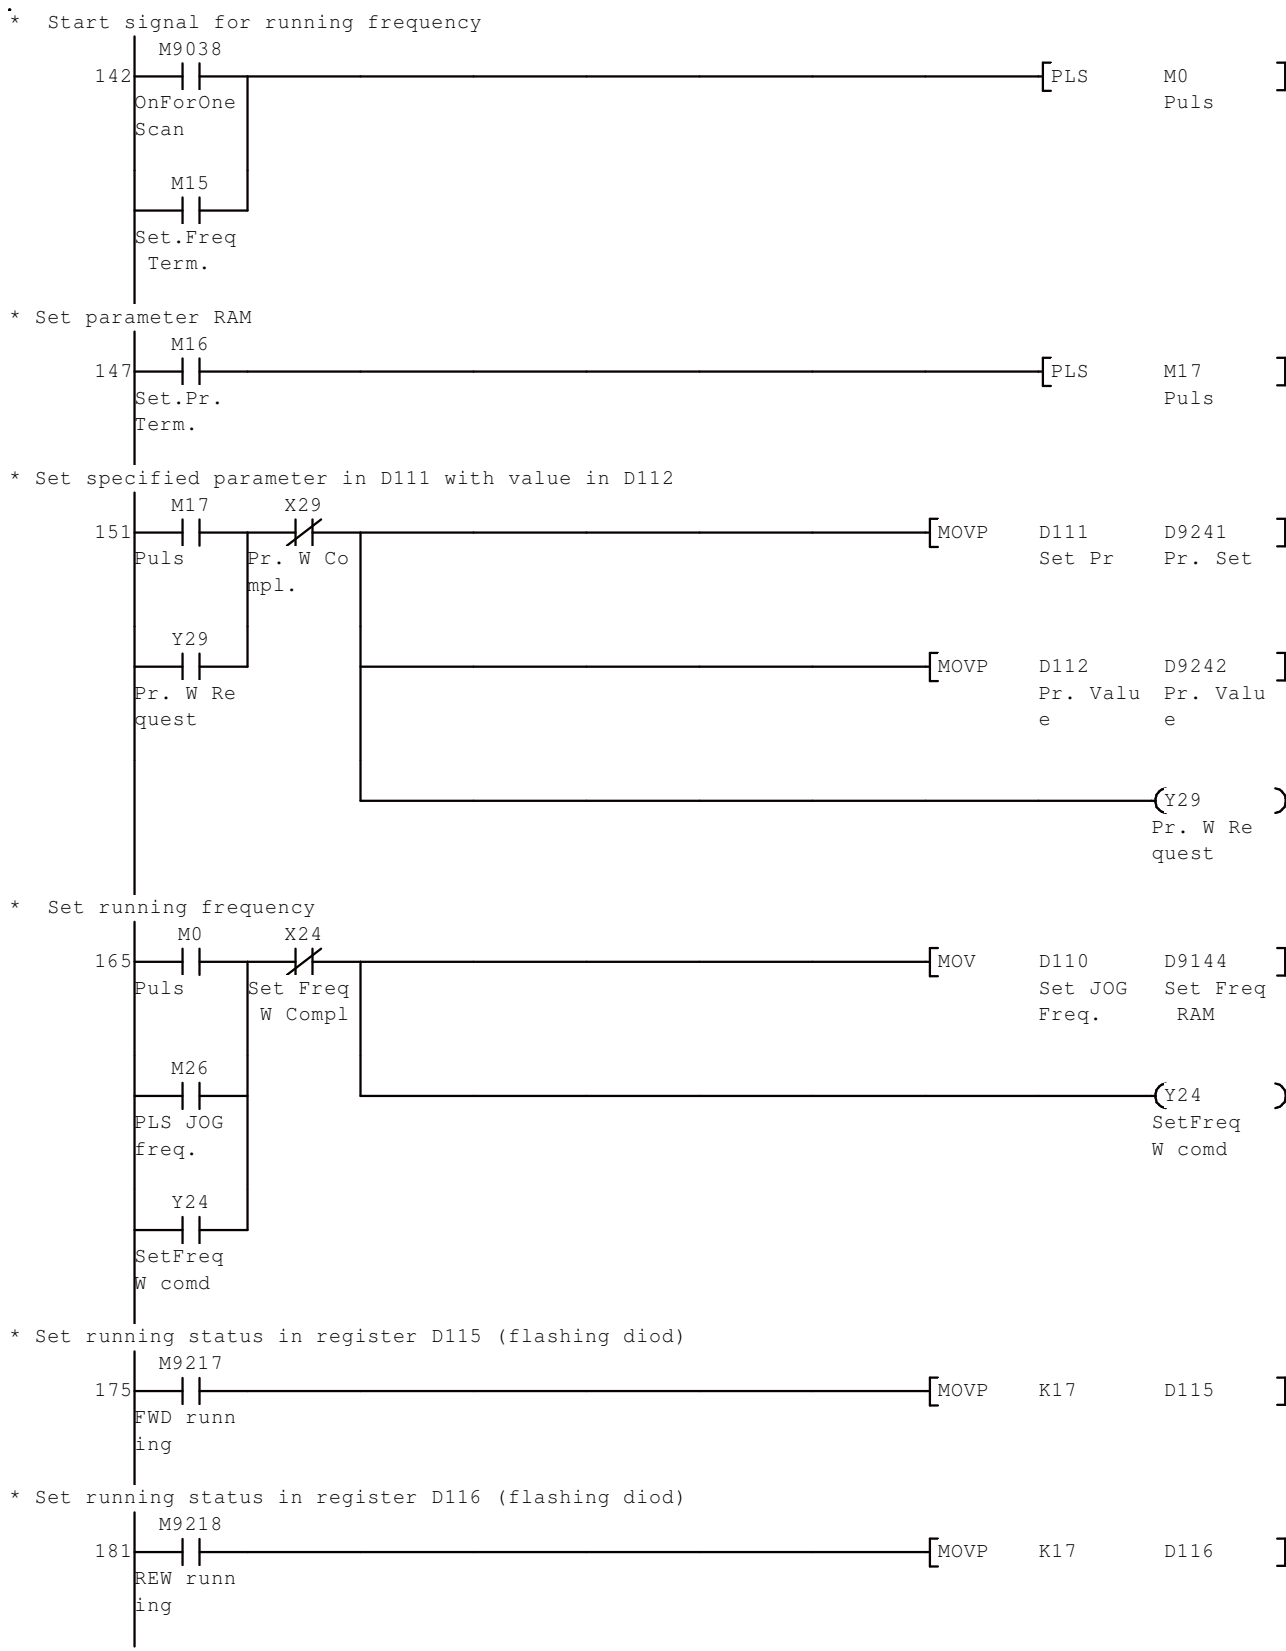 *  Start signal for running frequency
M9038
142 PLS M0
OnForOne Puls
Scan
M15
Set.Freq
Term.
* Set parameter RAM
M16
147 PLS M17
Set.Pr. Puls
Term.
* Set specified parameter in D111 with value in D112
M17 X29
151 MOVP D111 D9241
Puls Pr. W Co Set Pr Pr. Set
mpl.
Y29
MOVP D112 D9242
Pr. W Re Pr. Valu Pr. Valu
quest e e
Y29
Pr. W Re
quest
*  Set running frequency
M0 X24
165 MOV D110 D9144
Puls Set Freq Set JOG Set Freq
W Compl Freq. RAM
M26
Y24
PLS JOG SetFreq
freq. W comd
Y24
SetFreq
W comd
* Set running status in register D115 (flashing diod)
M9217
175 MOVP K17 D115
FWD runn
ing
* Set running status in register D116 (flashing diod)
M9218
181 MOVP K17 D116
REW runn
ing